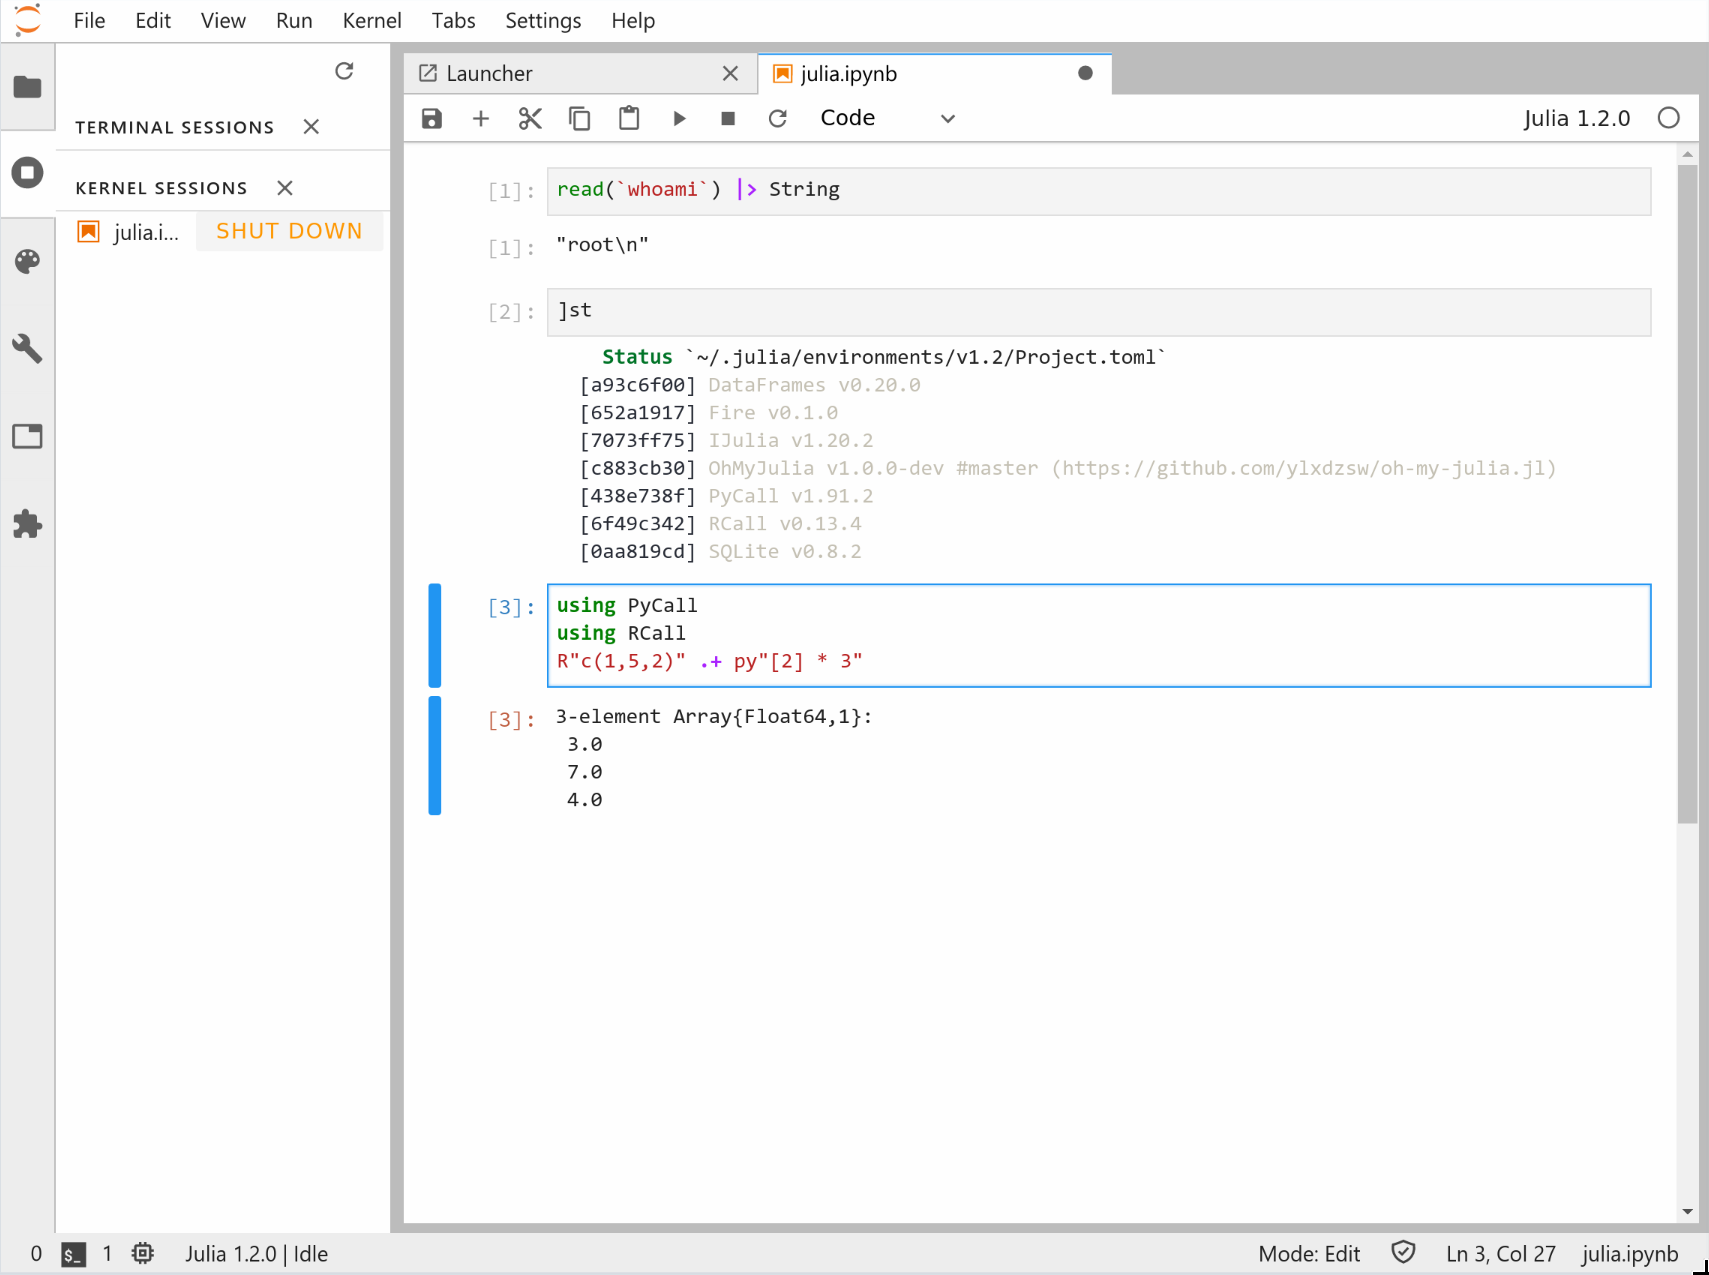 File Edit View Run Kernel Tabs Settings Help
TERMINAL SESSIONS
KERNEL SESSIONS
julia.i... SHUT DOWN
Launcher
julia.ipynb
Code
Julia 1.2.0
[1]: read(`whoami`) |> String
[1]: "root\n"
[2]: ]st
Status `~/.julia/environments/v1.2/Project.toml`
[a93c6f00] DataFrames v0.20.0
[652a1917] Fire v0.1.0
[7073ff75] IJulia v1.20.2
[c883cb30] OhMyJulia v1.0.0-dev #master (https://github.com/ylxdzsw/oh-my-julia.jl)
[438e738f] PyCall v1.91.2
[6f49c342] RCall v0.13.4
[0aa819cd] SQLite v0.8.2
[3]: using PyCall
using RCall
R"c(1,5,2)" .+ py"[2] * 3"
[3]: 3-element Array{Float64,1}:
3.0
7.0
4.0
0 $_ 1 Julia 1.2.0 | Idle Mode: Edit Ln 3, Col 27 julia.ipynb